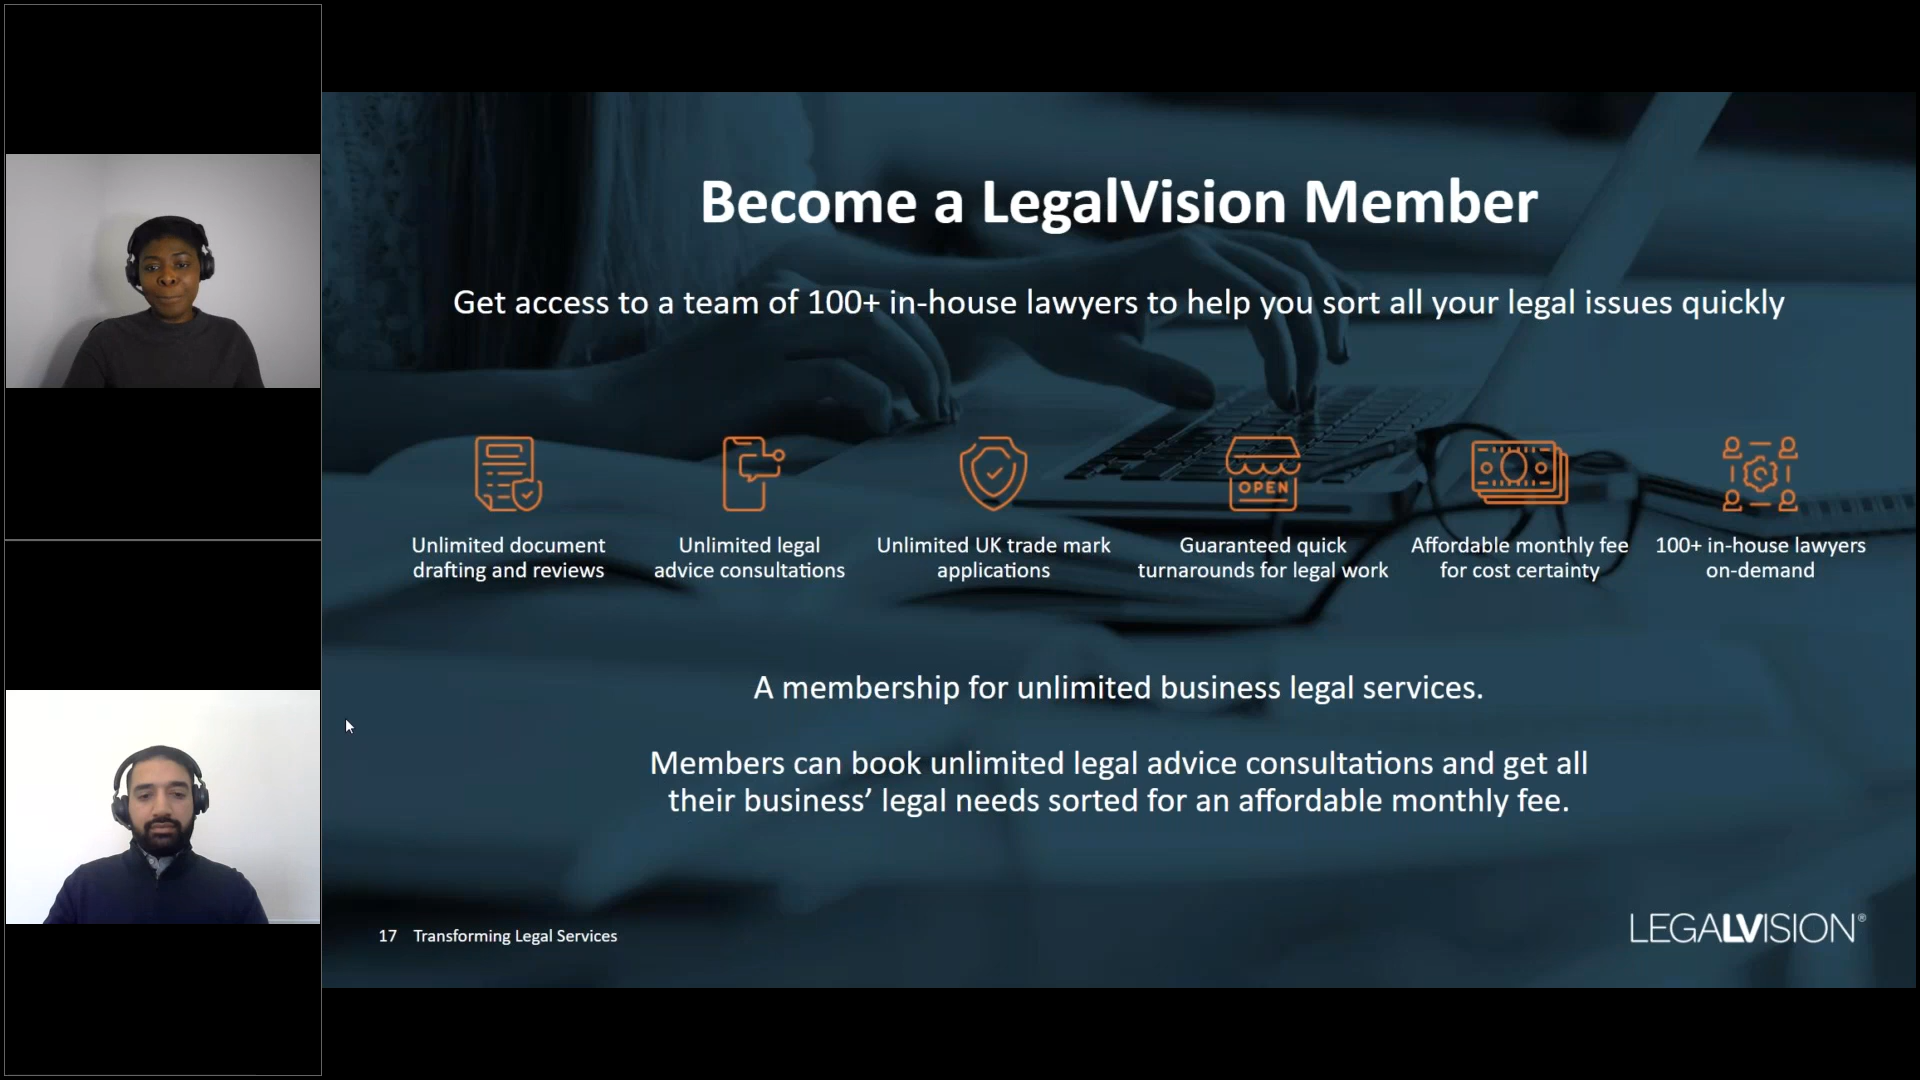 Become a LegalVision Member
Get access to a team of 100+ in-house lawyers to help you sort all your legal issues quickly
OPEN
Unlimited document
drafting and reviews
Unlimited legal
advice consultations
Unlimited UK trade mark
applications
Guaranteed quick
turnarounds for legal work
Affordable monthly fee
for cost certainty
100+ in-house lawyers
on-demand
A membership for unlimited business legal services.
Members can book unlimited legal advice consultations and get all
their business’ legal needs sorted for an affordable monthly fee.
17 Transforming Legal Services
LEGALVISION®